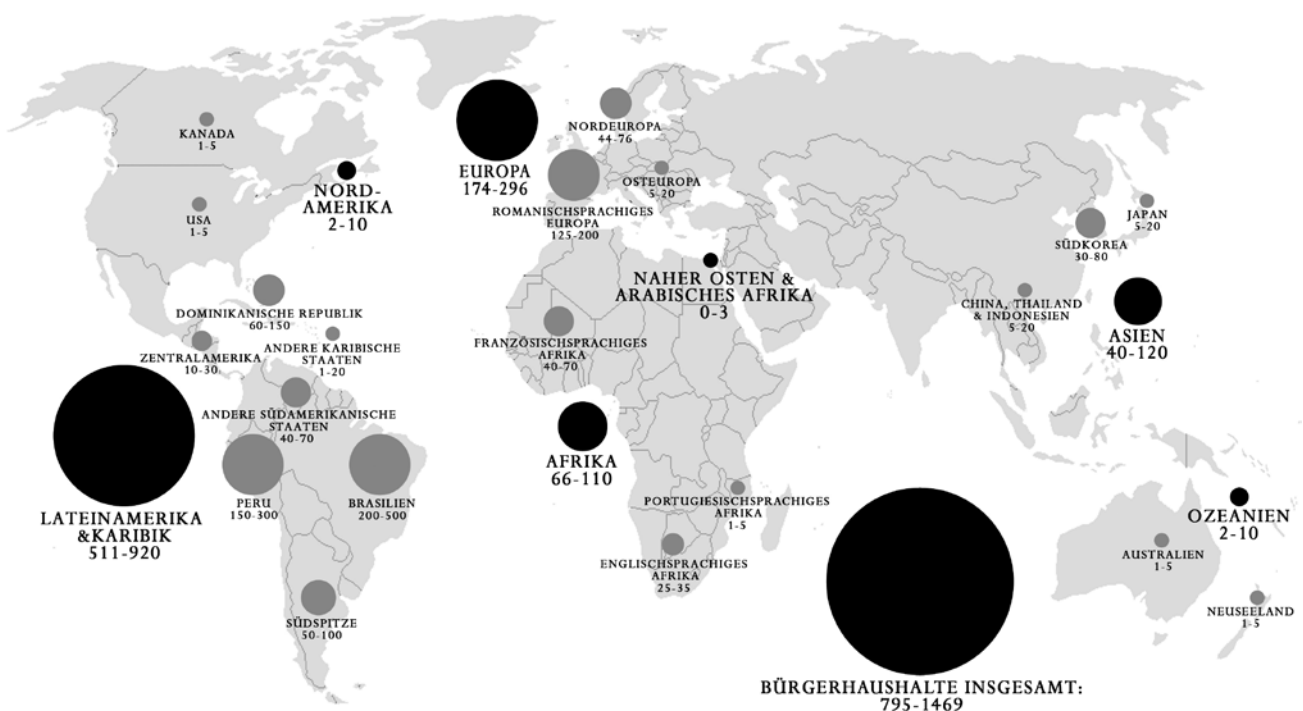 KANADA
1-5
NORD-
AMERIKA
2-10
USA
1-5
EUROPA
174-296
NORDEUROPA
44-76
OSTEUROPA
5-20
ROMANISCHSPRACHIGES
EUROPA
125-200
JAPAN
5-20
SÜDKOREA
30-80
NAHER OSTEN &
ARABISCHES AFRIKA
0-3
CHINA, THAILAND
& INDONESIEN
5-20
ASIEN
40-120
DOMINIKANISCHE REPUBLIK
60-150
ZENTRALAMERIKA
10-30
ANDERE KARIBISCHE
STAATEN
1-20
FRANZÖSISCHSPRACHIGES
AFRIKA
40-70
ANDERE SÜDAMERIKANISCHE
STAATEN
40-70
LATEINAMERIKA
&KARIBIK
511-920
PERU
150-300
BRASILIEN
200-500
AFRIKA
66-110
PORTUGIESISCHSPRACHIGES
AFRIKA
1-5
ENGLISCHSPRACHIGES
AFRIKA
25-35
OZEANIEN
2-10
AUSTRALIEN
1-5
NEUSEELAND
1-5
SÜDSPITZE
50-100
BÜRGERHAUSHALTE INSGESAMT:
795-1469